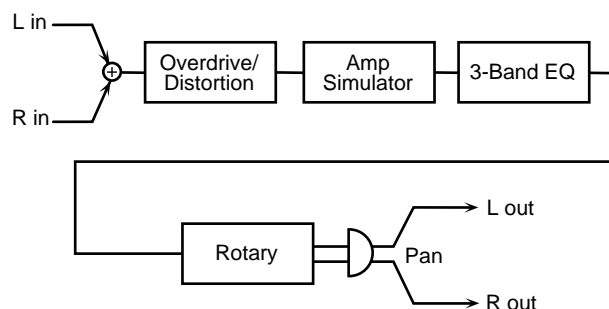 L in
R in
+
Overdrive/
Distortion
Amp
Simulator
3-Band EQ
Rotary
Pan
L out
R out